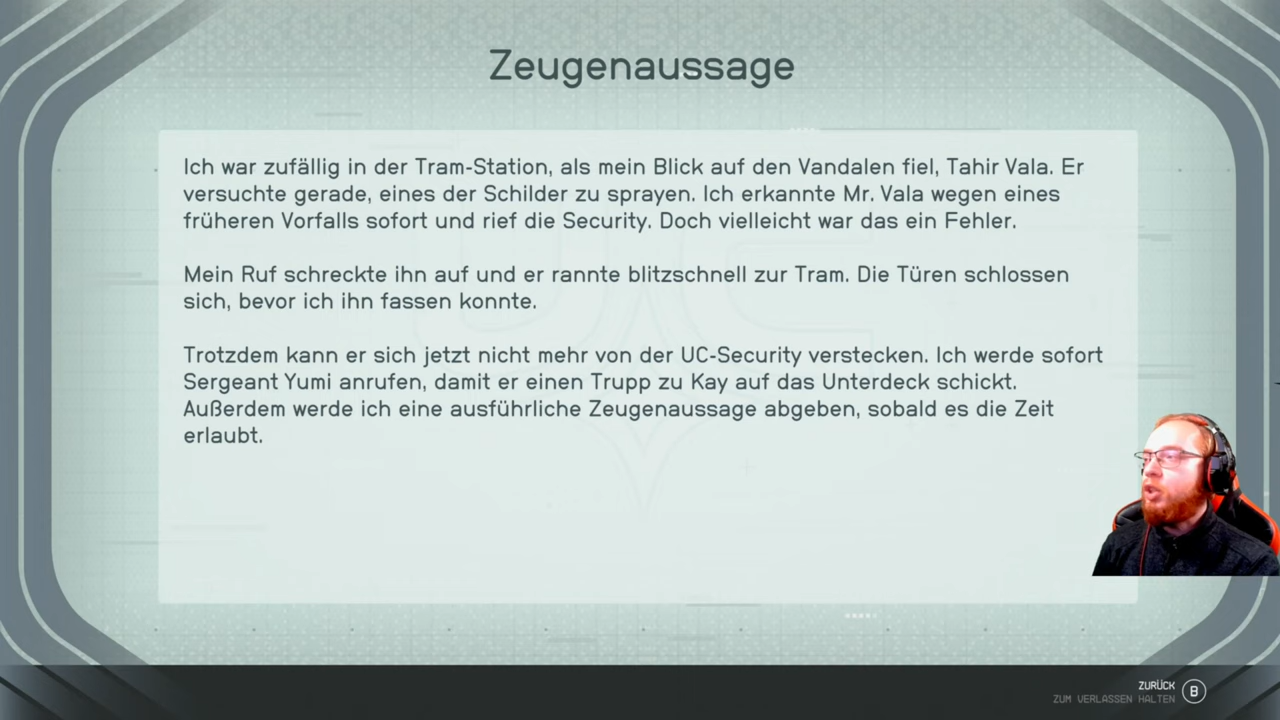 Zeugenaussage
Ich war zufällig in der Tram-Station, als mein Blick auf den Vandalen fiel, Tahir Vala. Er
versuchte gerade, eines der Schilder zu sprayen. Ich erkannte Mr. Vala wegen eines
früheren Vorfalls sofort und rief die Security. Doch vielleicht war das ein Fehler.
Mein Ruf schreckte ihn auf und er rannte blitzschnell zur Tram. Die Türen schlossen
sich, bevor ich ihn fassen konnte.
Trotzdem kann er sich jetzt nicht mehr von der UC-Security verstecken. Ich werde sofort
Sergeant Yumi anrufen, damit er einen Trupp zu Kay auf das Unterdeck schickt.
Außerdem werde ich eine ausführliche Zeugenaussage abgeben, sobald es die Zeit
erlaubt.
ZURÜCK
ZUM VERLASSEN HALTEN
B